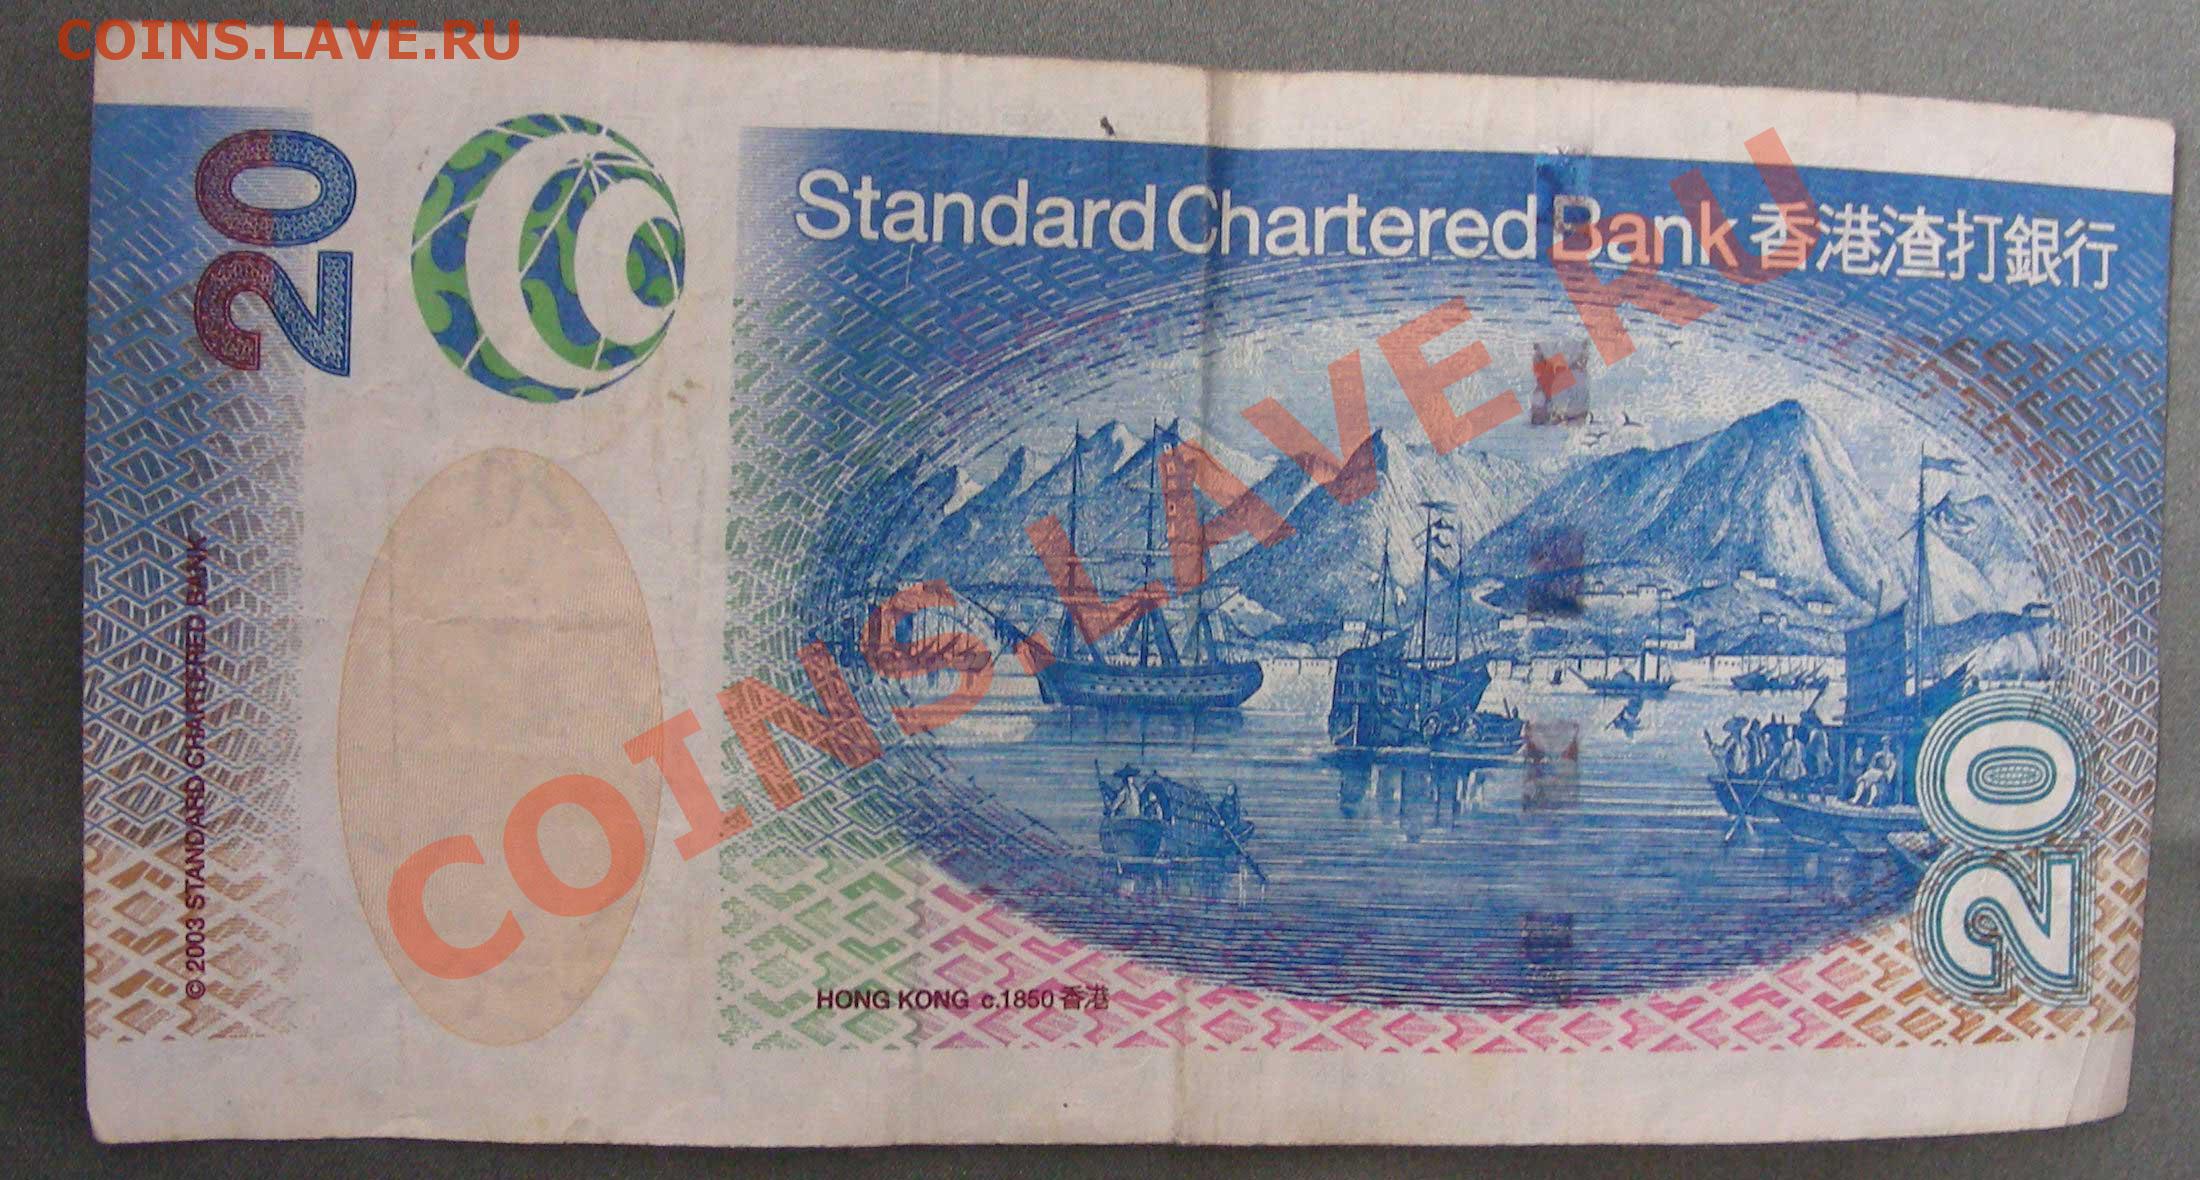 COINS.LAVE.RU
20
Standard Chartered Bank 香港渣打銀行
COINS.LAVE.RU
© 2003 STANDARD CHARTERED BANK
20
HONG KONG c.1850 香港